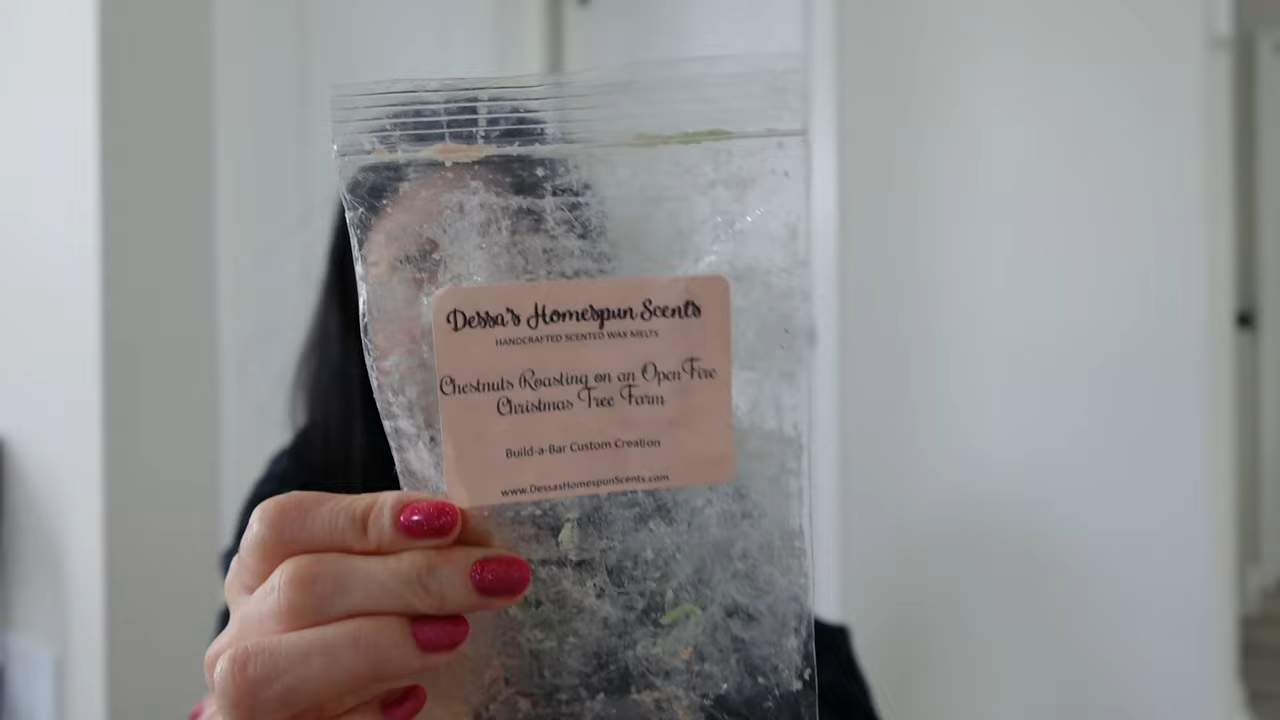 Dessa's Homespun Scents
HANDCRAFTED SCENTED WAX MELTS
Chestnuts Roasting on an Open Fire
Christmas Tree Farm
Build-a-Bar Custom Creation
www.DessasHomespunScents.com